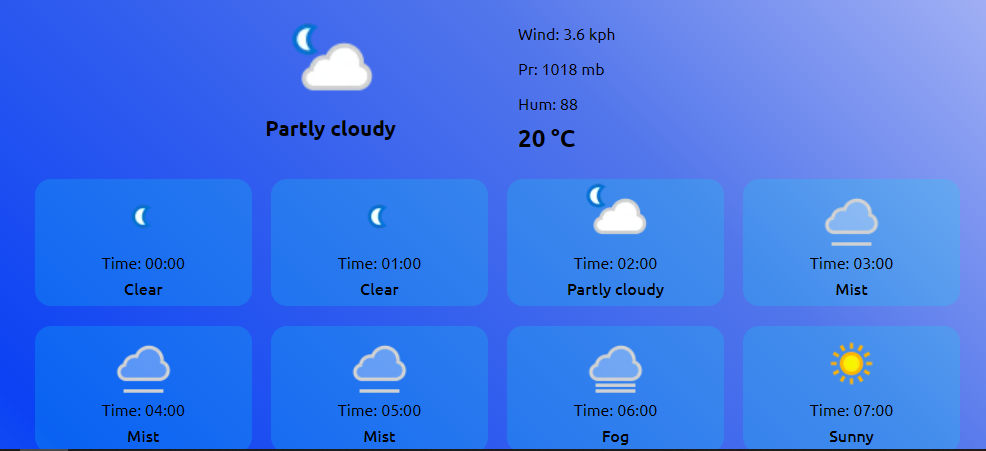 Wind: 3.6 kph
Pr: 1018 mb
Hum: 88
Partly cloudy
20 °C
Time: 00:00
Clear
Time: 01:00
Clear
Time: 02:00
Partly cloudy
Time: 03:00
Mist
Time: 04:00
Mist
Time: 05:00
Mist
Time: 06:00
Fog
Time: 07:00
Sunny